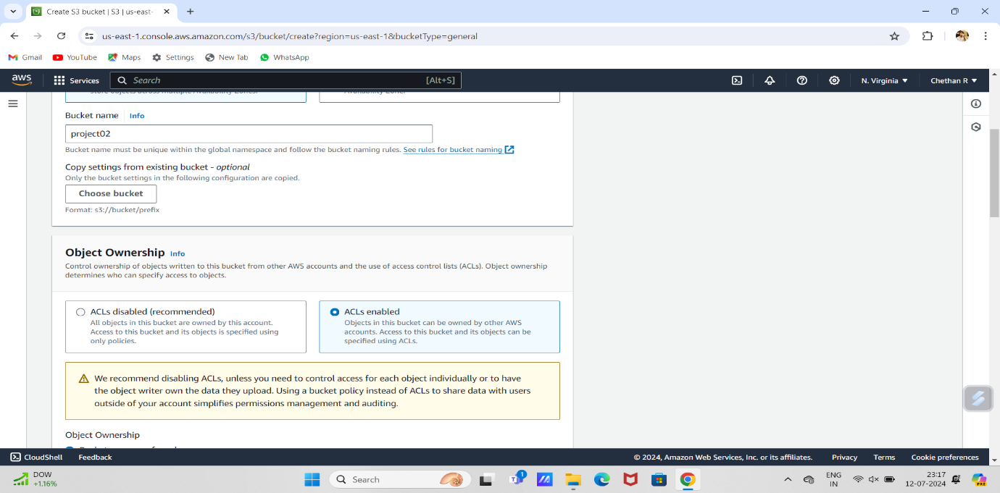 Create S3 bucket | S3 | us-east-
us-east-1.console.aws.amazon.com/s3/bucket/create?region=us-east-1&bucketType=general
Gmail YouTube Maps Settings New Tab WhatsApp
aws Services Search [Alt+S] N. Virginia Chethan R
store objects across multiple Availability Zones.
Availability Zone.
Bucket name Info
project02
Bucket name must be unique within the global namespace and follow the bucket naming rules. See rules for bucket naming
Copy settings from existing bucket - optional
Only the bucket settings in the following configuration are copied.
Choose bucket
Format: s3://bucket/prefix
Object Ownership Info
Control ownership of objects written to this bucket from other AWS accounts and the use of access control lists (ACLs). Object ownership
determines who can specify access to objects.
ACLs disabled (recommended)
All objects in this bucket are owned by this account.
Access to this bucket and its objects is specified using
only policies.
ACLs enabled
Objects in this bucket can be owned by other AWS
accounts. Access to this bucket and its objects can be
specified using ACLs.
We recommend disabling ACLs, unless you need to control access for each object individually or to have
the object writer own the data they upload. Using a bucket policy instead of ACLs to share data with users
outside of your account simplifies permissions management and auditing.
Object Ownership
CloudShell Feedback © 2024, Amazon Web Services, Inc. or its affiliates. Privacy Terms Cookie preferences
DOW
+1.16%
Search
1
ENG
IN
23:17
12-07-2024
PRE